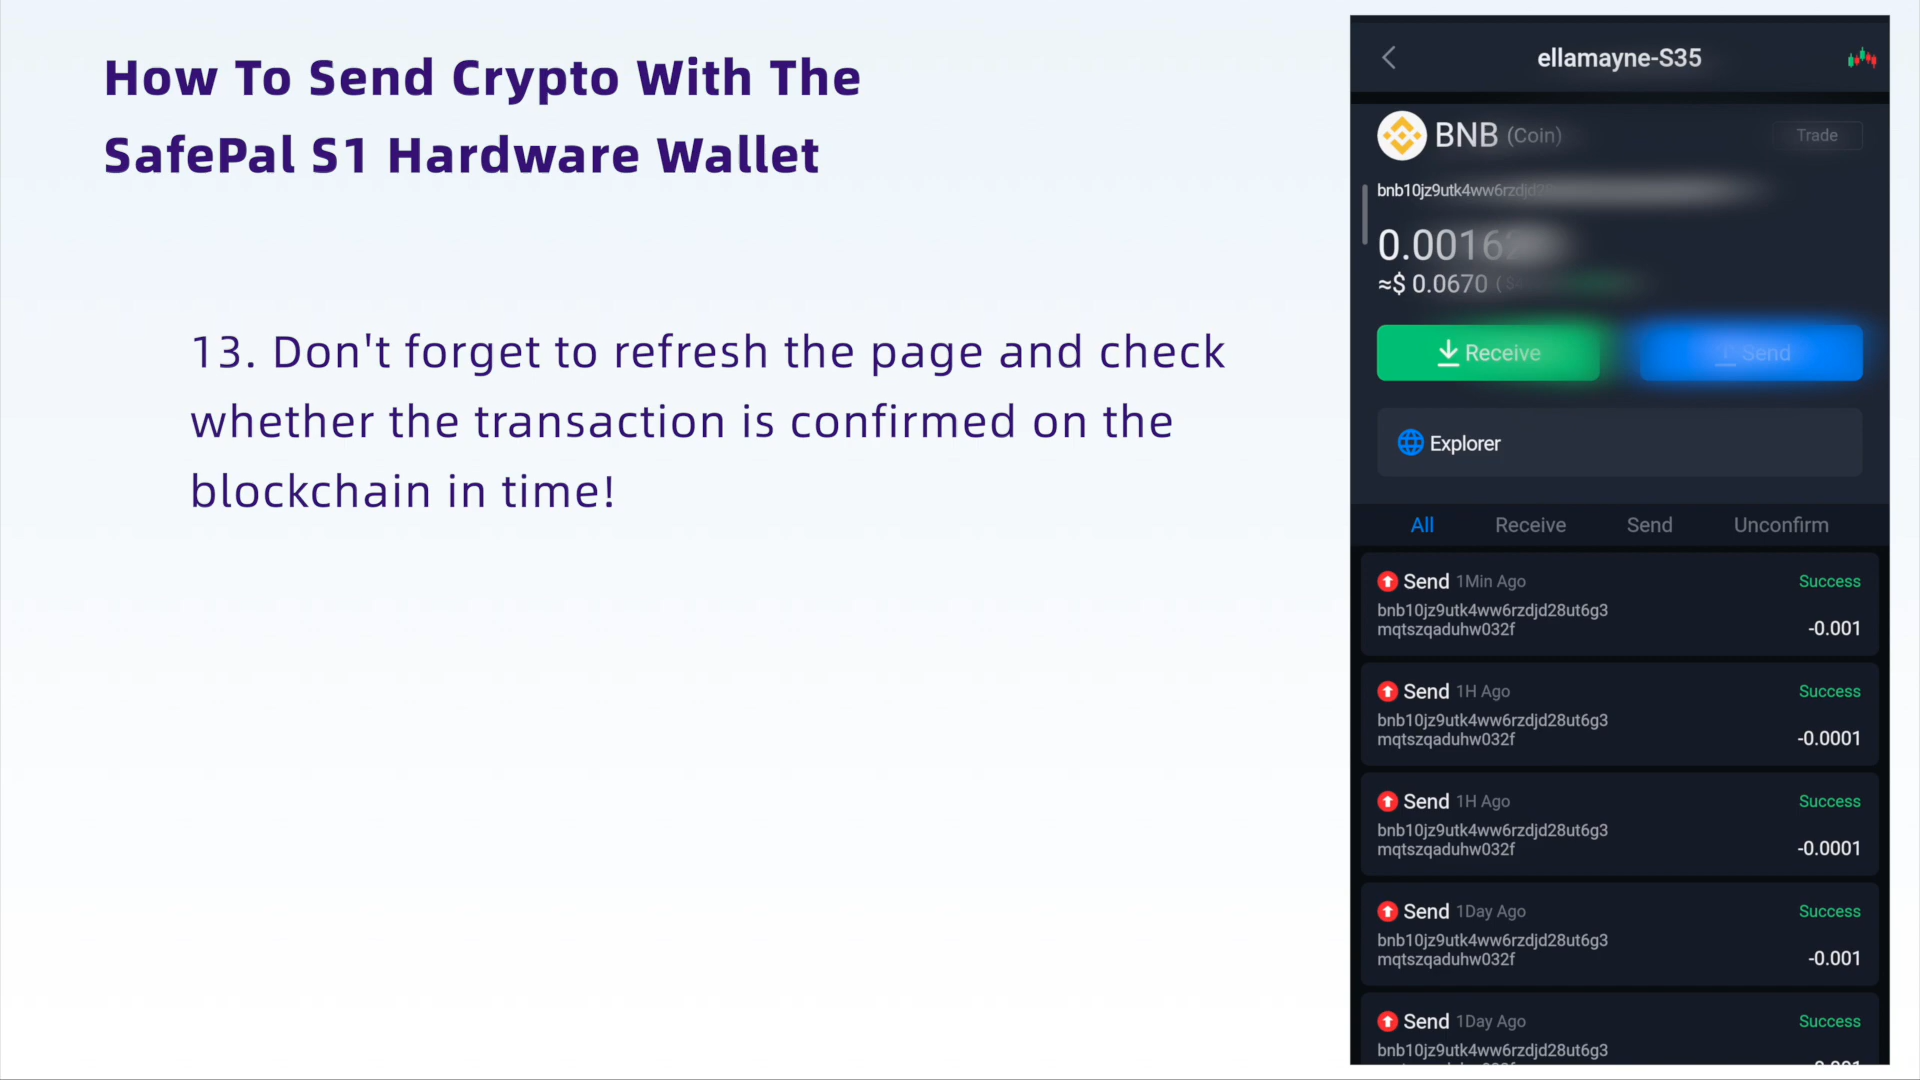 How To Send Crypto With The
SafePal S1 Hardware Wallet
13. Don't forget to refresh the page and check
whether the transaction is confirmed on the
blockchain in time!
ellamayne-S35
BNB (Coin)
Trade
bnb10jz9utk4ww6rzdjd2
0.0016
≈$ 0.0670
Receive
Send
Explorer
All Receive Send Unconfirm
Send 1Min Ago Success
bnb10jz9utk4ww6rzdjd28ut6g3
mqtszqaduhw032f
-0.001
Send 1H Ago Success
bnb10jz9utk4ww6rzdjd28ut6g3
mqtszqaduhw032f
-0.0001
Send 1H Ago Success
bnb10jz9utk4ww6rzdjd28ut6g3
mqtszqaduhw032f
-0.0001
Send 1Day Ago Success
bnb10jz9utk4ww6rzdjd28ut6g3
mqtszqaduhw032f
-0.001
Send 1Day Ago Success
bnb10jz9utk4ww6rzdjd28ut6g3